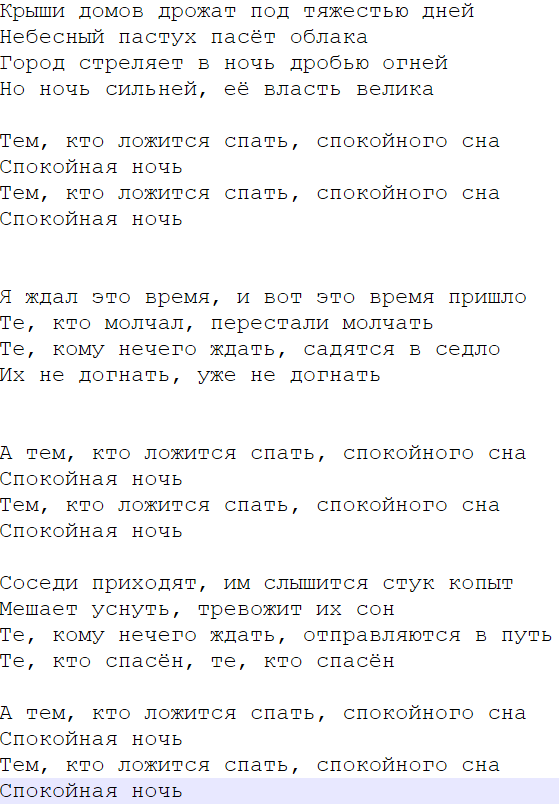 Крыши домов дрожат под тяжестью дней
Небесный пастух пасёт облака
Город стреляет в ночь дробью огней
Но ночь сильней, её власть велика

Тем, кто ложится спать, спокойного сна
Спокойная ночь
Тем, кто ложится спать, спокойного сна
Спокойная ночь

Я ждал это время, и вот это время пришло
Те, кто молчал, перестали молчать
Те, кому нечего ждать, садятся в седло
Их не догнать, уже не догнать

А тем, кто ложится спать, спокойного сна
Спокойная ночь
Тем, кто ложится спать, спокойного сна
Спокойная ночь

Соседи приходят, им слышится стук копыт
Мешает уснуть, тревожит их сон
Те, кому нечего ждать, отправляются в путь
Те, кто спасён, те, кто спасён

А тем, кто ложится спать, спокойного сна
Спокойная ночь
Тем, кто ложится спать, спокойного сна
Спокойная ночь